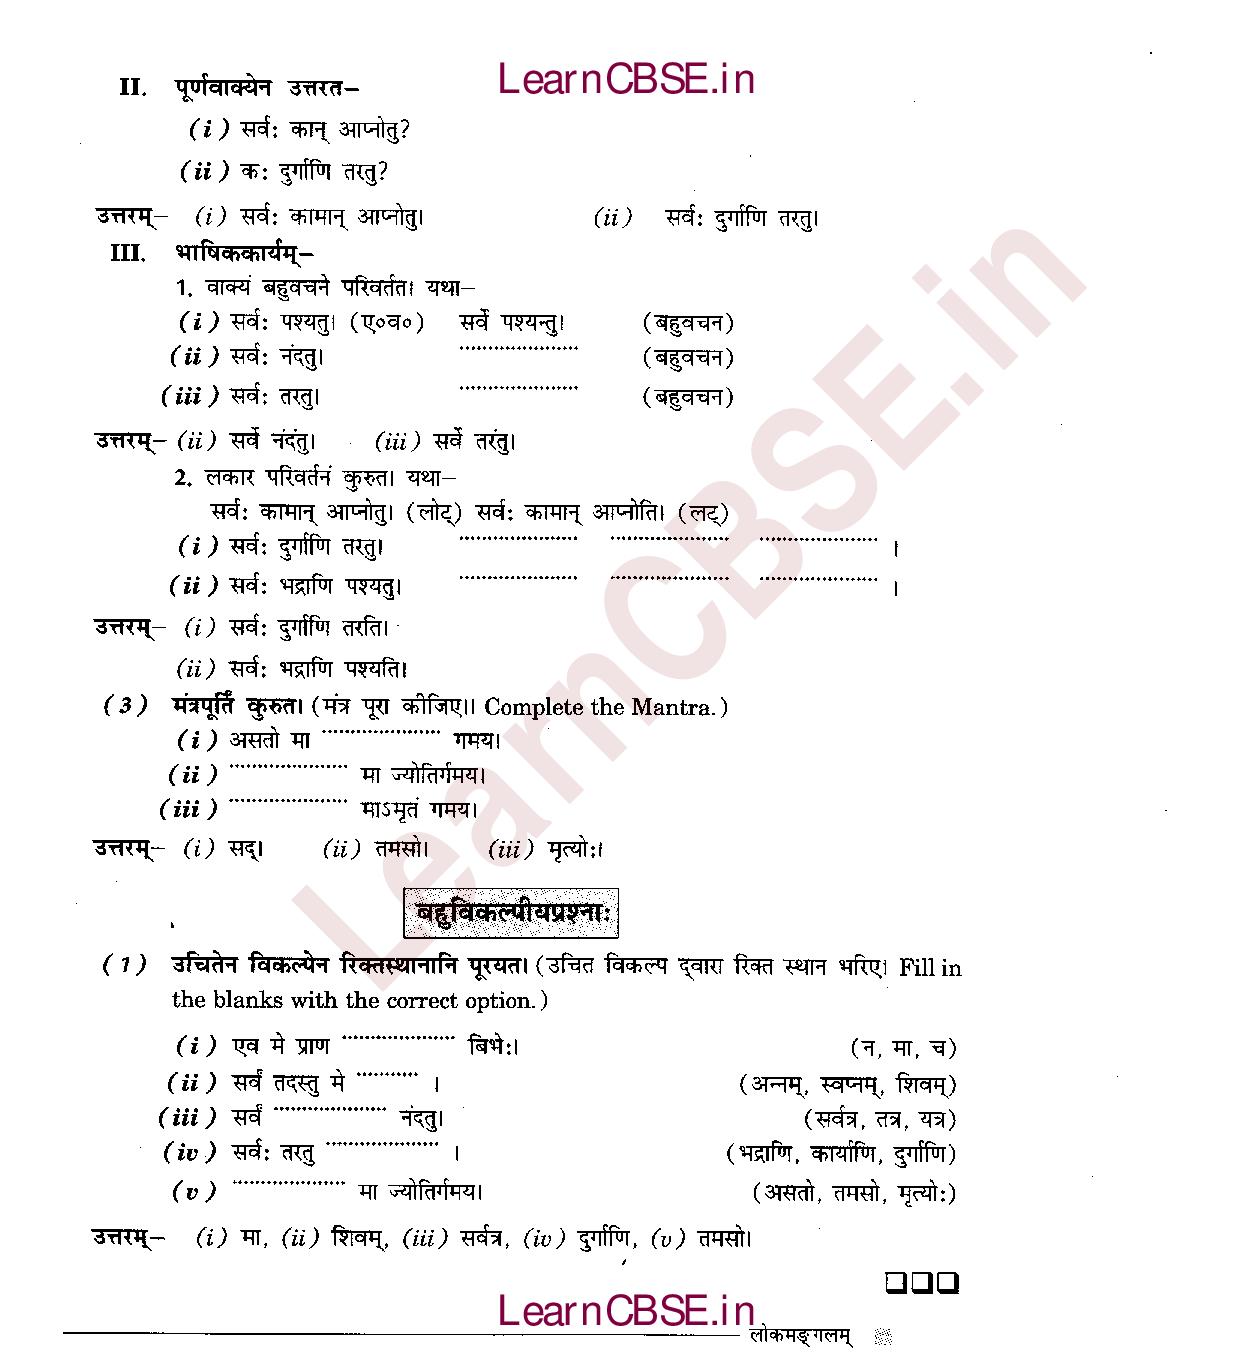 LearnCBSE.in
II. पूर्णवाक्येन उत्तरत–
(i) सर्व: कान् आप्नोतु?
(ii) क: दुर्गाणि तरतु?
उत्तरम्– (i) सर्व: कामान् आप्नोतु। (ii) सर्व: दुर्गाणि तरतु।
III. भाषिककार्यम्–
1. वाक्यं बहुवचने परिवर्तत। यथा–
(i) सर्व: पश्यतु। (ए०व०) सर्वे पश्यन्तु। (बहुवचन)
(ii) सर्व: नंदतु। .................... (बहुवचन)
(iii) सर्व: तरतु। .................... (बहुवचन)
उत्तरम्– (ii) सर्वे नंदंतु। (iii) सर्वे तरंतु।
2. लकार परिवर्तनं कुरुत। यथा–
सर्व: कामान् आप्नोतु। (लोट्) सर्व: कामान् आप्नोति। (लट्)
(i) सर्व: दुर्गाणि तरतु। .................... .................... .................... ।
(ii) सर्व: भद्राणि पश्यतु। .................... .................... .................... ।
उत्तरम्– (i) सर्व: दुर्गाणि तरति।
(ii) सर्व: भद्राणि पश्यति।
(3) मंत्रपूर्तिं कुरुत। (मंत्र पूरा कीजिए।। Complete the Mantra.)
(i) असतो मा .................... गमय।
(ii) .................... मा ज्योतिर्गमय।
(iii) .................... माऽमृतं गमय।
उत्तरम्– (i) सद्। (ii) तमसो। (iii) मृत्यो:।
बहुविकल्पीयप्रश्ना:
(1) उचितेन विकल्पेन रिक्तस्थानानि पूरयत। (उचित विकल्प द्वारा रिक्त स्थान भरिए। Fill in
the blanks with the correct option.)
(i) एव मे प्राण .................... बिभे:। (न, मा, च)
(ii) सर्वं तदस्तु मे ........... । (अन्नम्, स्वप्नम्, शिवम्)
(iii) सर्वं .................... नंदतु। (सर्वत्र, तत्र, यत्र)
(iv) सर्व: तरतु .................... । (भद्राणि, कार्याणि, दुर्गाणि)
(v) .................... मा ज्योतिर्गमय। (असतो, तमसो, मृत्यो:)
उत्तरम्– (i) मा, (ii) शिवम्, (iii) सर्वत्र, (iv) दुर्गाणि, (v) तमसो।
LearnCBSE.in
लोकमङ्गलम्
LearnCBSE.in